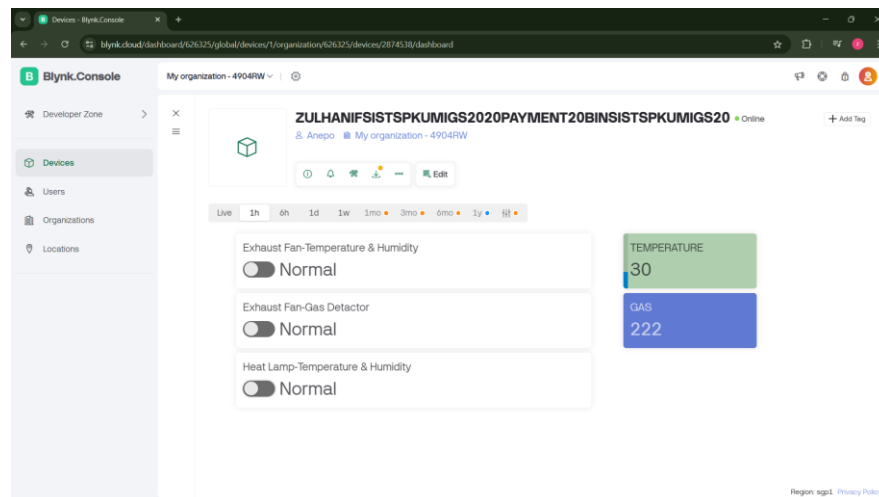 Devices - Blynk.Console
blynk.cloud/dashboard/626325/global/devices/1/organization/626325/devices/2874538/dashboard
B Blynk.Console
My organization - 4904RW
Developer Zone
Devices
Users
Organizations
Locations
ZULHANIFSISTSPKUMIGS2020PAYMENT20BINSISTSPKUMIGS20
Online
Add Tag
Anepo
My organization - 4904RW
Edit
Live 1h 6h 1d 1w 1mo 3mo 6mo 1y
Exhaust Fan-Temperature & Humidity
Normal
Exhaust Fan-Gas Detactor
Normal
Heat Lamp-Temperature & Humidity
Normal
TEMPERATURE
30
GAS
222
Region: sgp1 Privacy Policy